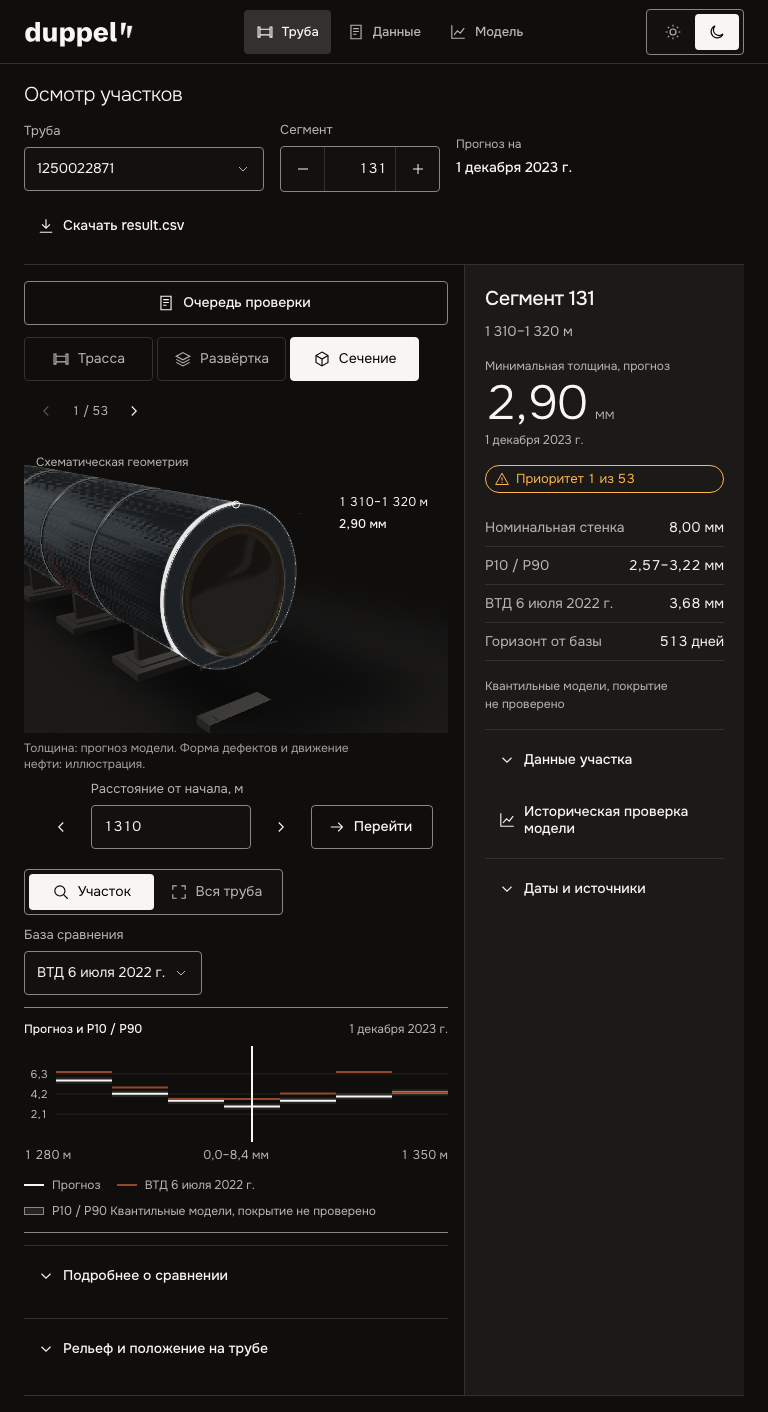 duppel
Труба
Данные
Модель
Осмотр участков
Труба
Сегмент
Прогноз на
1250022871
131
1 декабря 2023 г.
Скачать result.csv
Очередь проверки
Трасса
Развёртка
Сечение
1 / 53
Схематическая геометрия
1 310–1 320 м
2,90 мм
Толщина: прогноз модели. Форма дефектов и движение
нефти: иллюстрация.
Расстояние от начала, м
1310
Перейти
Участок
Вся труба
База сравнения
ВТД 6 июля 2022 г.
Прогноз и P10 / P90
1 декабря 2023 г.
6,3
4,2
2,1
1 280 м
0,0–8,4 мм
1 350 м
Прогноз
ВТД 6 июля 2022 г.
P10 / P90 Квантильные модели, покрытие не проверено
Подробнее о сравнении
Рельеф и положение на трубе
Сегмент 131
1 310–1 320 м
Минимальная толщина, прогноз
2,90 мм
1 декабря 2023 г.
Приоритет 1 из 53
Номинальная стенка
8,00 мм
P10 / P90
2,57–3,22 мм
ВТД 6 июля 2022 г.
3,68 мм
Горизонт от базы
513 дней
Квантильные модели, покрытие
не проверено
Данные участка
Историческая проверка
модели
Даты и источники